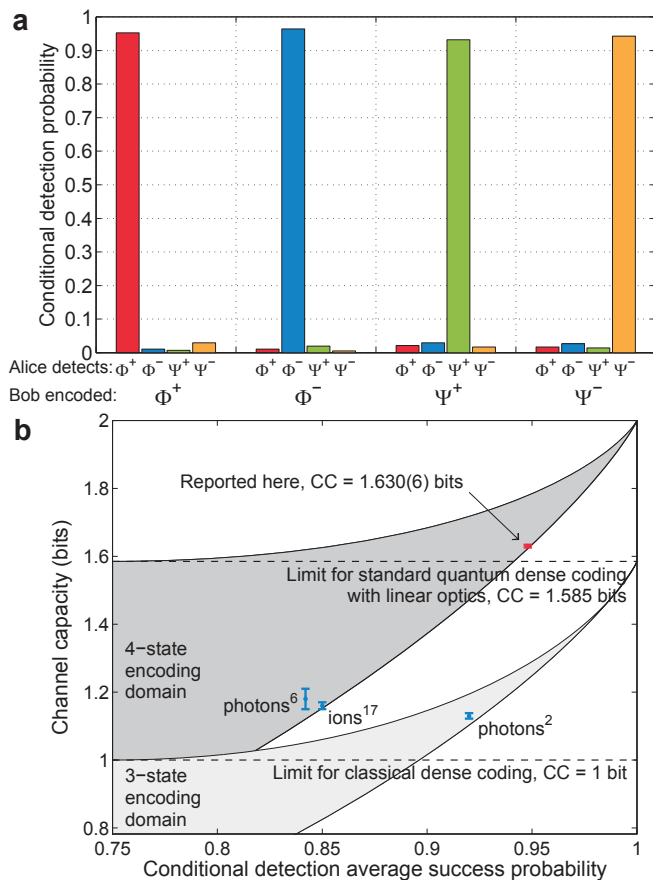 a
Conditional detection probability
1
0.9
0.8
0.7
0.6
0.5
0.4
0.3
0.2
0.1
0
Alice detects: Φ⁺ Φ⁻ Ψ⁺ Ψ⁻ Φ⁺ Φ⁻ Ψ⁺ Ψ⁻ Φ⁺ Φ⁻ Ψ⁺ Ψ⁻ Φ⁺ Φ⁻ Ψ⁺ Ψ⁻
Bob encoded: Φ⁺ Φ⁻ Ψ⁺ Ψ⁻
b
Channel capacity (bits)
2
1.8
1.6
1.4
1.2
1
0.8
Reported here, CC = 1.630(6) bits
Limit for standard quantum dense coding
with linear optics, CC = 1.585 bits
4−state
encoding
domain
photons⁶
ions¹⁷
photons²
Limit for classical dense coding, CC = 1 bit
3−state
encoding
domain
0.75 0.8 0.85 0.9 0.95 1
Conditional detection average success probability